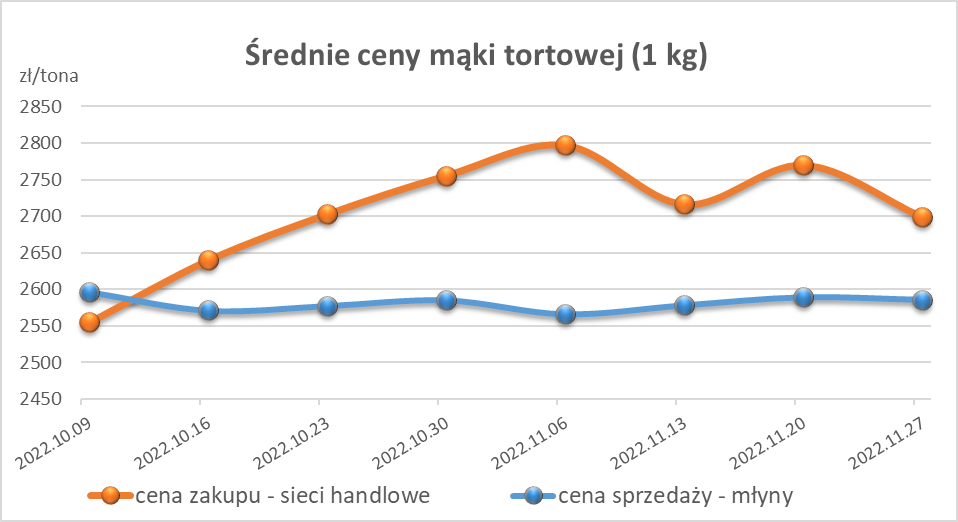 Średnie ceny mąki tortowej (1 kg)
zł/tona
2850
2800
2750
2700
2650
2600
2550
2500
2450
2022.10.09 2022.10.16 2022.10.23 2022.10.30 2022.11.06 2022.11.13 2022.11.20 2022.11.27
cena zakupu - sieci handlowe cena sprzedaży - młyny